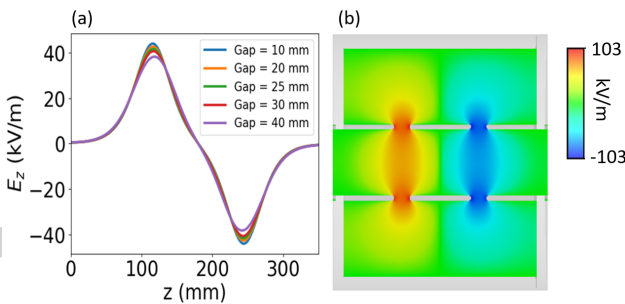 (a)
(b)
40
20
0
−20
−40
E_z (kV/m)
Gap = 10 mm
Gap = 20 mm
Gap = 25 mm
Gap = 30 mm
Gap = 40 mm
0
100
200
300
z (mm)
103
kV/m
-103